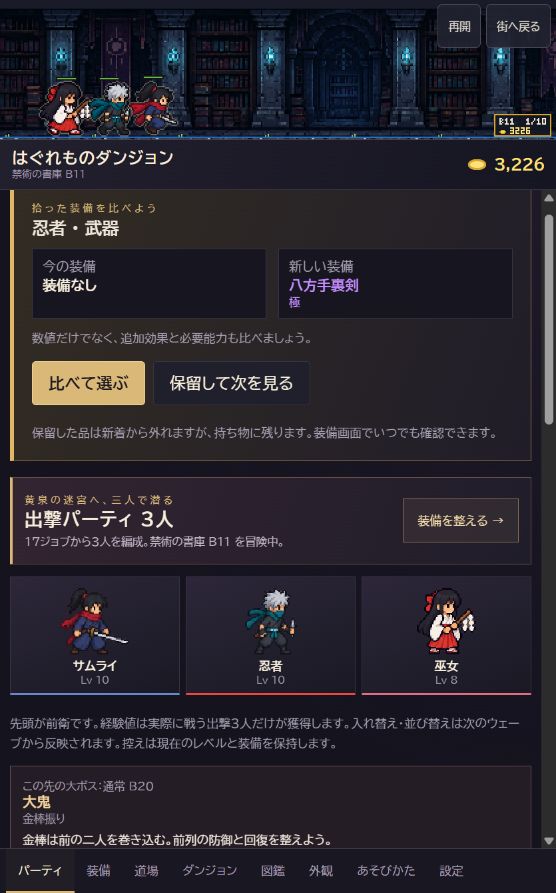 再開
街へ戻る
B11 1/10
3226
はぐれものダンジョン
禁術の書庫 B11
3,226
拾った装備を比べよう
忍者・武器
今の装備
装備なし
新しい装備
八方手裏剣
極
数値だけでなく、追加効果と必要能力も比べましょう。
比べて選ぶ
保留して次を見る
保留した品は新着から外れますが、持ち物に残ります。装備画面でいつでも確認できます。
黄泉の迷宮へ、三人で潜る
出撃パーティ 3人
17ジョブから3人を編成。禁術の書庫 B11 を冒険中。
装備を整える →
サムライ
Lv 10
忍者
Lv 10
巫女
Lv 8
先頭が前衛です。経験値は実際に戦う出撃3人だけが獲得します。入れ替え・並び替えは次のウェー
ブから反映されます。控えは現在のレベルと装備を保持します。
この先の大ボス：通常 B20
大鬼
金棒振り
金棒は前の二人を巻き込む。前列の防御と回復を整えよう。
パーティ
装備
道場
ダンジョン
図鑑
外観
あそびかた
設定